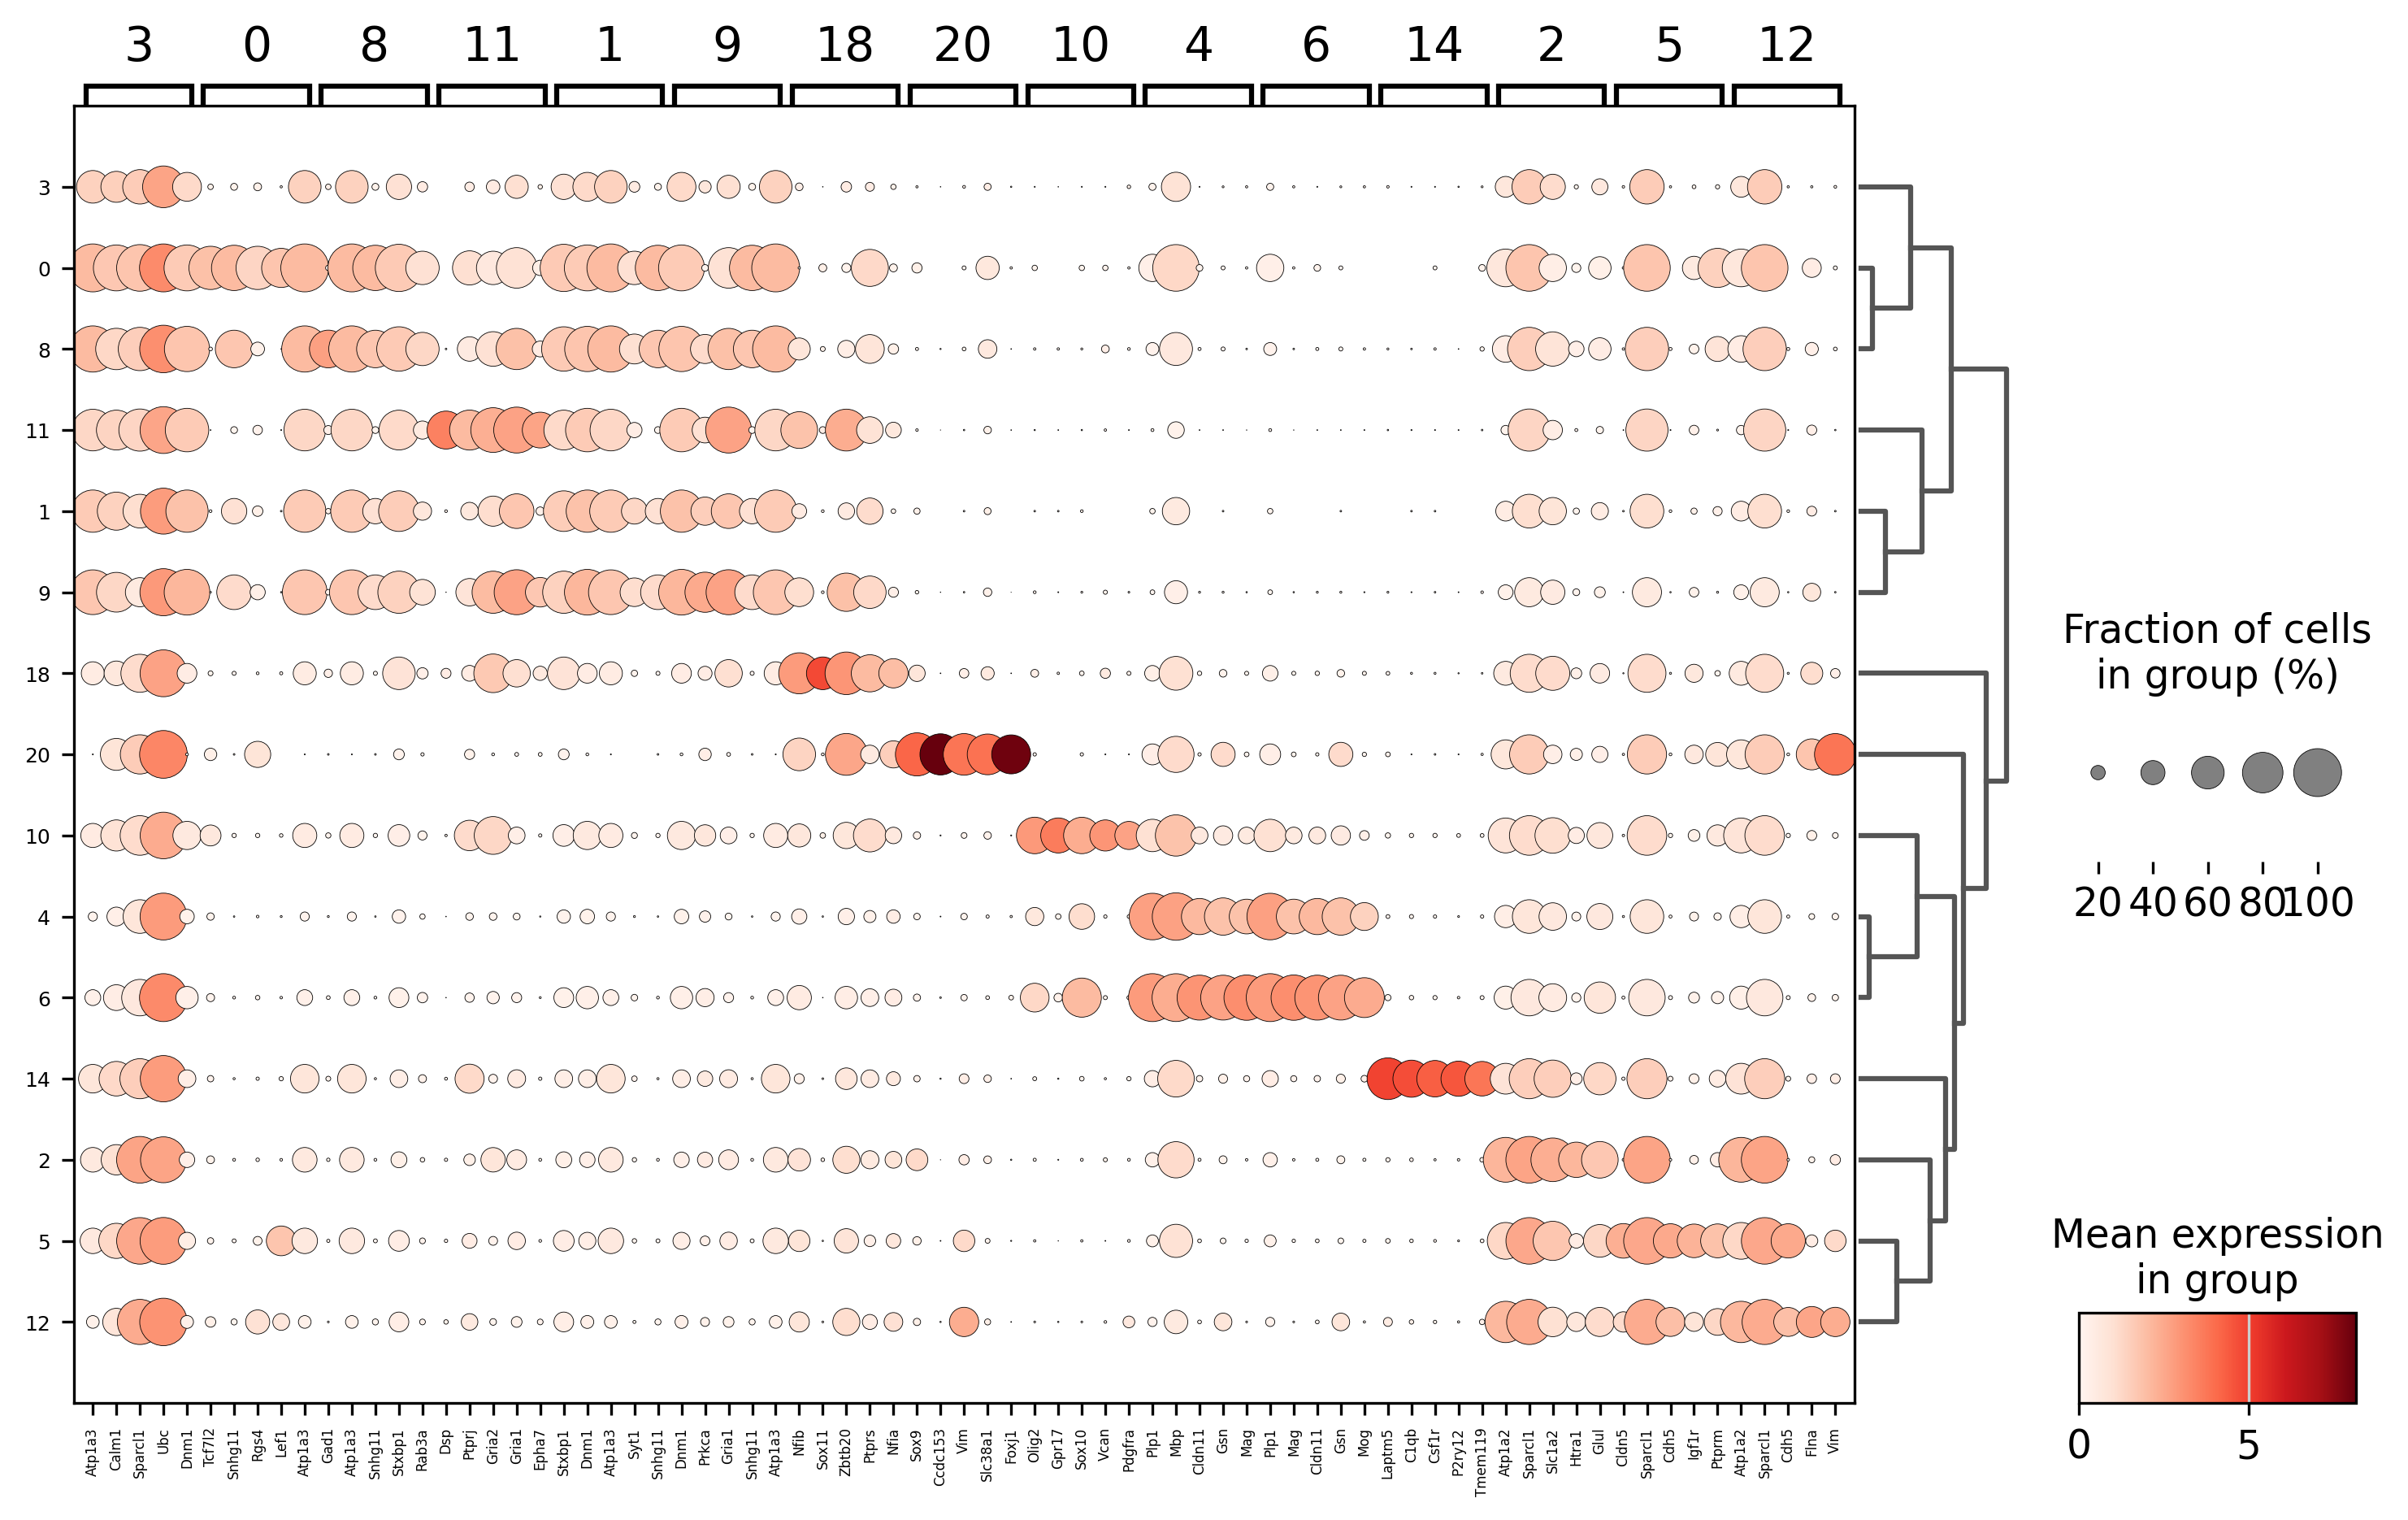 3 0 8 11 1 9 18 20 10 4 6 14 2 5 12
3
0
8
11
1
9
18
20
10
4
6
14
2
5
12
Atp1a3 Calm1 Sparcl1 Ubc Dnm1 Tcf7l2 Snhg11 Rgs4 Lef1 Atp1a3 Gad1 Atp1a3 Snhg11 Stxbp1 Rab3a Dsp Ptprj Gria2 Gria1 Epha7 Stxbp1 Dnm1 Atp1a3 Syt1 Snhg11 Dnm1 Prkca Gria1 Snhg11 Atp1a3 Nfib Sox11 Zbtb20 Ptprs Nfia Sox9 Ccdc153 Vim Slc38a1 Foxj1 Olig2 Gpr17 Sox10 Vcan Pdgfra Plp1 Mbp Cldn11 Gsn Mag Plp1 Mag Cldn11 Gsn Mog Laptm5 C1qb Csf1r P2ry12 Tmem119 Atp1a2 Sparcl1 Slc1a2 Htra1 Glul Cldn5 Sparcl1 Cdh5 Igf1r Ptprm Atp1a2 Sparcl1 Cdh5 Flna Vim
Fraction of cells
in group (%)
20 40 60 80 100
Mean expression
in group
0 5